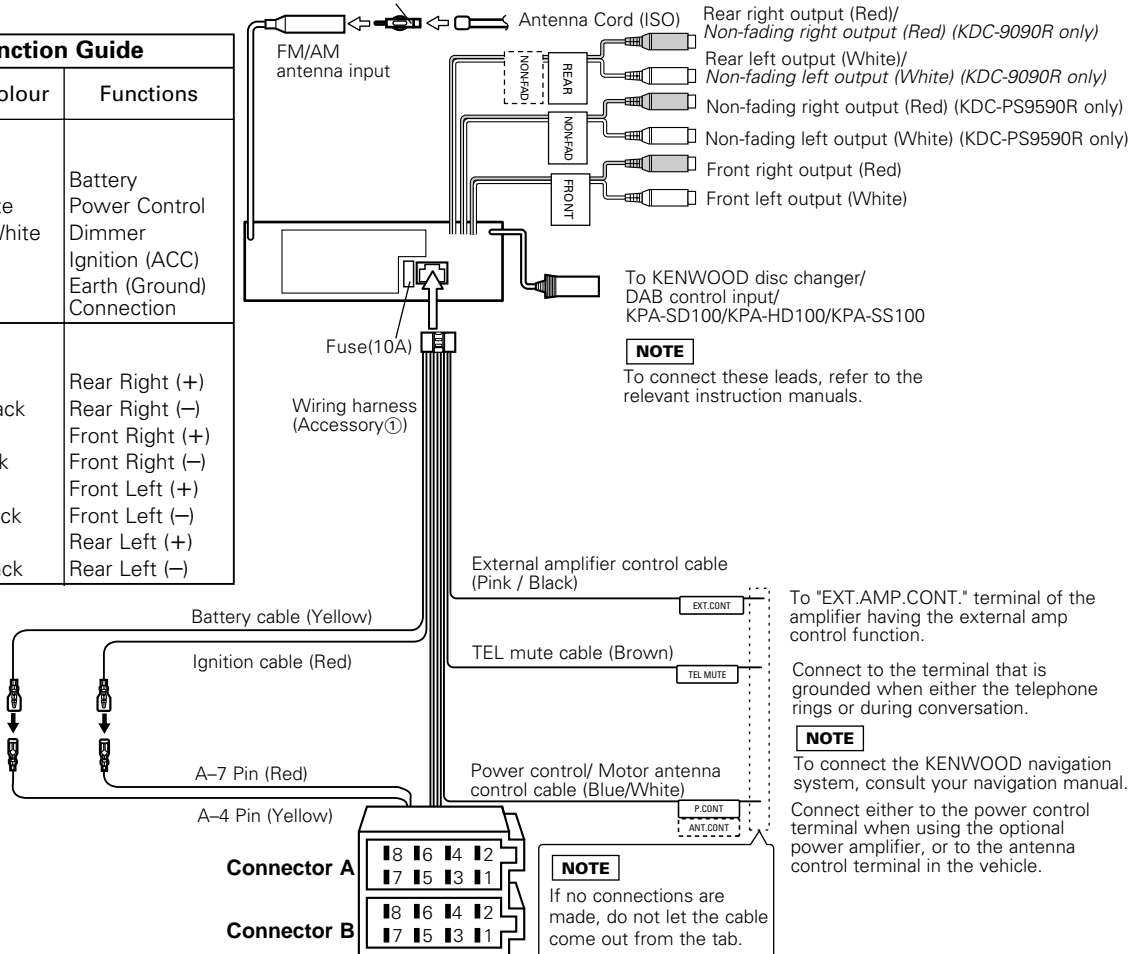 Antenna Cord (ISO)
FM/AM
antenna input
Rear right output (Red)/
Non-fading right output (Red) (KDC-9090R only)
Rear left output (White)/
Non-fading left output (White) (KDC-9090R only)
Non-fading right output (Red) (KDC-PS9590R only)
Non-fading left output (White) (KDC-PS9590R only)
Front right output (Red)
Front left output (White)
NON-FAD
REAR
NON-FAD
FRONT
nction Guide
olour Functions
Battery
te Power Control
White Dimmer
Ignition (ACC)
Earth (Ground)
Connection
Rear Right (+)
ack Rear Right (−)
Front Right (+)
k Front Right (−)
Front Left (+)
ck Front Left (−)
Rear Left (+)
ack Rear Left (−)
To KENWOOD disc changer/
DAB control input/
KPA-SD100/KPA-HD100/KPA-SS100
NOTE
To connect these leads, refer to the
relevant instruction manuals.
Fuse(10A)
Wiring harness
(Accessory①)
External amplifier control cable
(Pink / Black)
EXT.CONT
To "EXT.AMP.CONT." terminal of the
amplifier having the external amp
control function.
Battery cable (Yellow)
Ignition cable (Red)
TEL mute cable (Brown)
TEL MUTE
Connect to the terminal that is
grounded when either the telephone
rings or during conversation.
NOTE
To connect the KENWOOD navigation
system, consult your navigation manual.
A–7 Pin (Red)
A–4 Pin (Yellow)
Power control/ Motor antenna
control cable (Blue/White)
P.CONT
ANT.CONT
Connect either to the power control
terminal when using the optional
power amplifier, or to the antenna
control terminal in the vehicle.
Connector A
8 6 4 2
7 5 3 1
Connector B
8 6 4 2
7 5 3 1
NOTE
If no connections are
made, do not let the cable
come out from the tab.